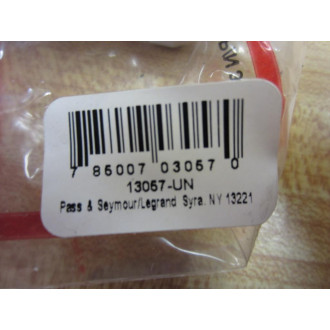 7 85007 03057 0
13057-UN
Pass & Seymour/Legrand Syra. NY 13221